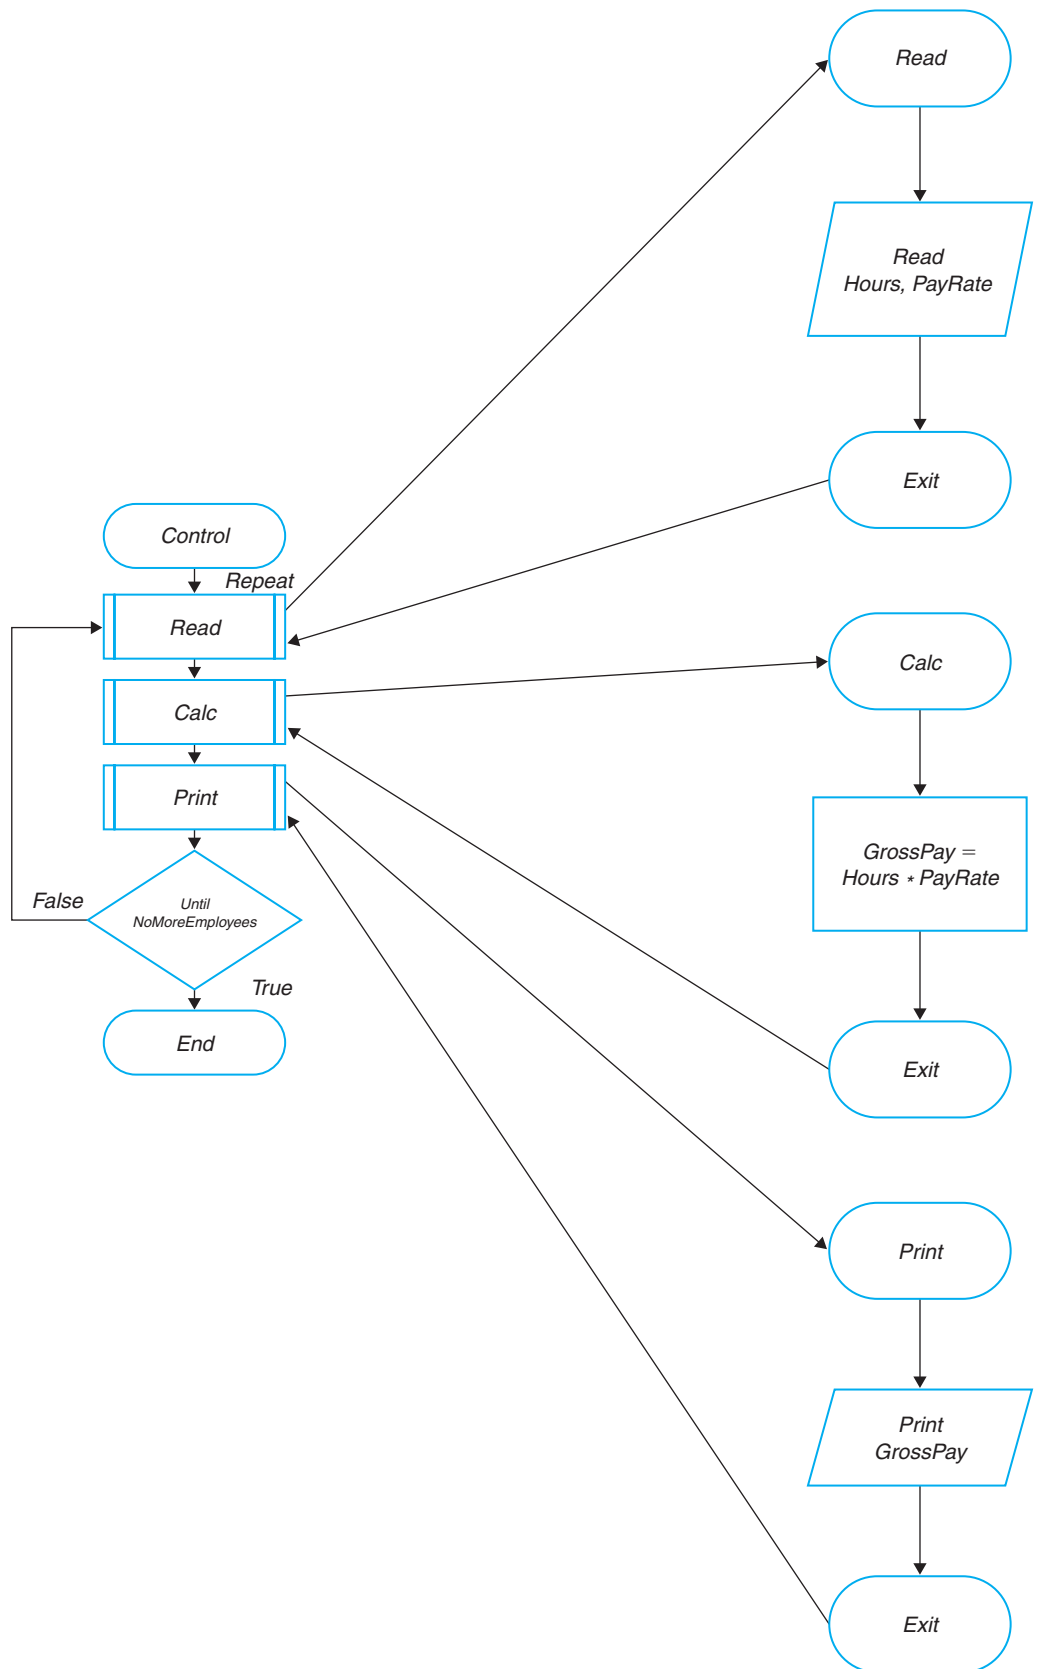 Control
Repeat
Read
Calc
Print
Until
NoMoreEmployees
False
True
End
Read
Read
Hours, PayRate
Exit
Calc
GrossPay =
Hours * PayRate
Exit
Print
Print
GrossPay
Exit